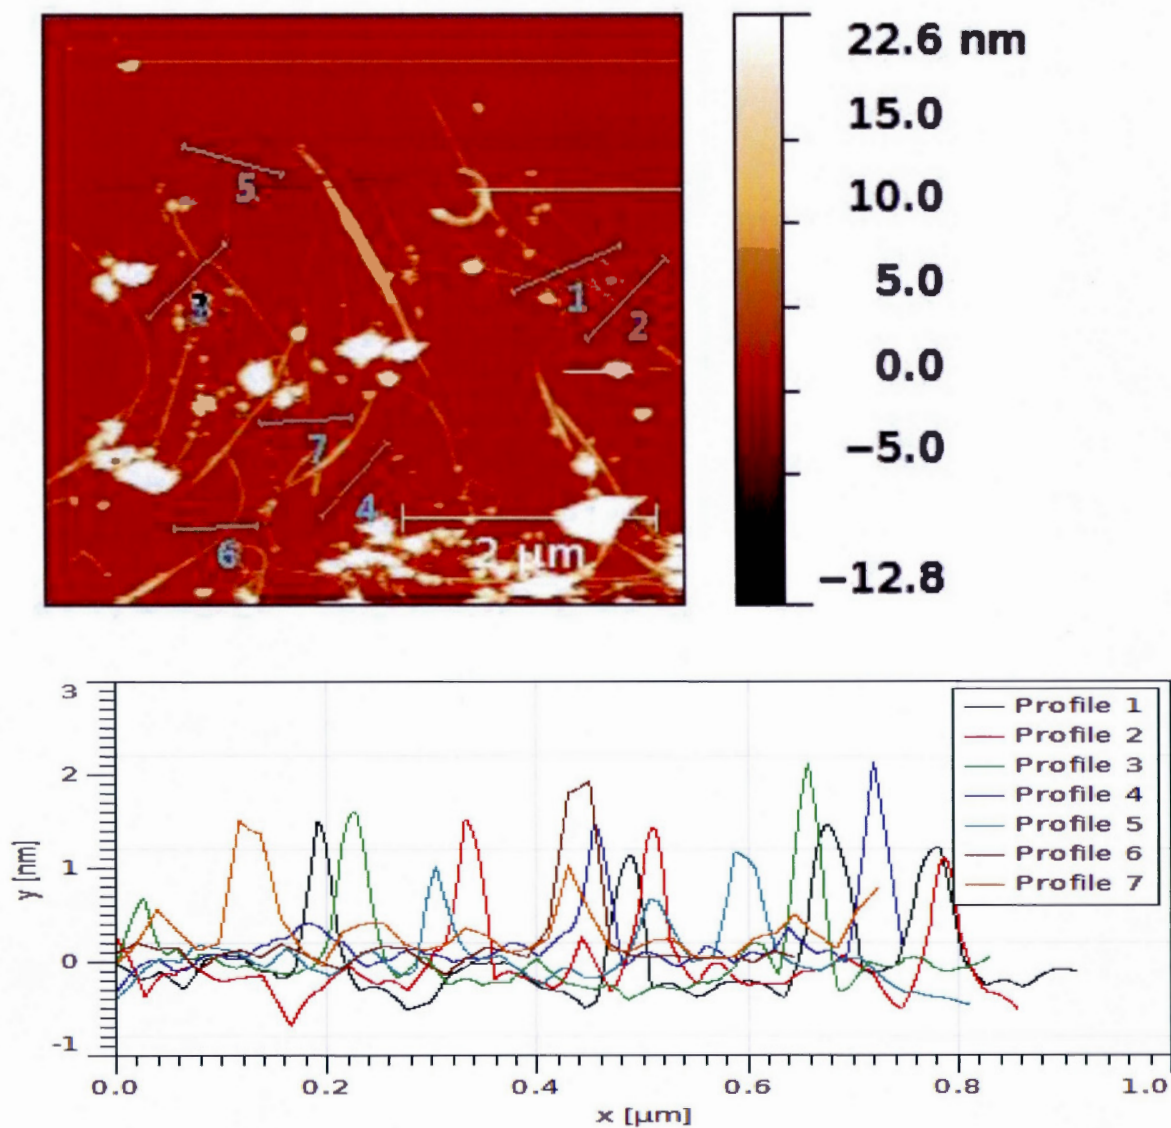 22.6 nm
15.0
10.0
5.0
0.0
−5.0
−12.8
5
3
1
2
7
4
6
2 µm
3
2
1
0
-1
y [nm]
0.0 0.2 0.4 0.6 0.8 1.0
x [µm]
Profile 1
Profile 2
Profile 3
Profile 4
Profile 5
Profile 6
Profile 7